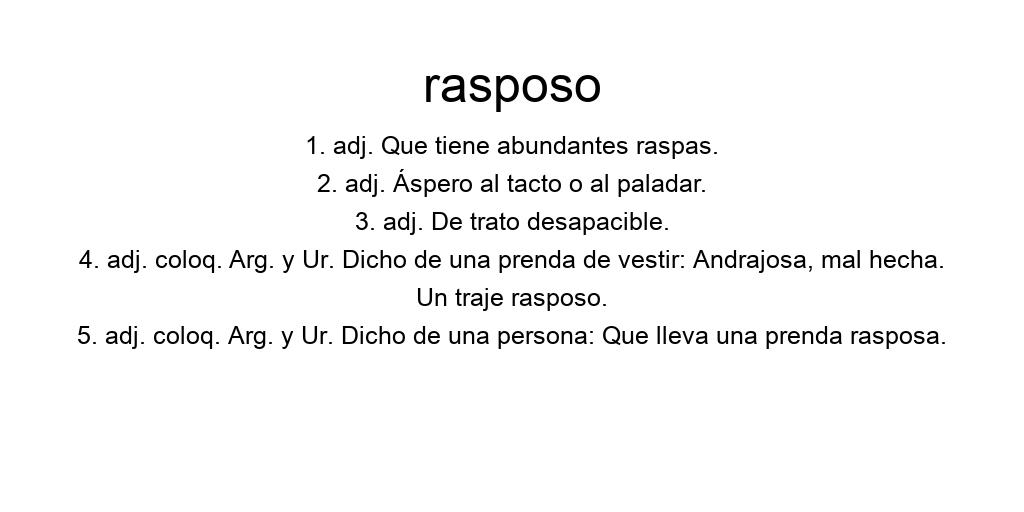 rasposo
1. adj. Que tiene abundantes raspas.
2. adj. Áspero al tacto o al paladar.
3. adj. De trato desapacible.
4. adj. coloq. Arg. y Ur. Dicho de una prenda de vestir: Andrajosa, mal hecha.
Un traje rasposo.
5. adj. coloq. Arg. y Ur. Dicho de una persona: Que lleva una prenda rasposa.